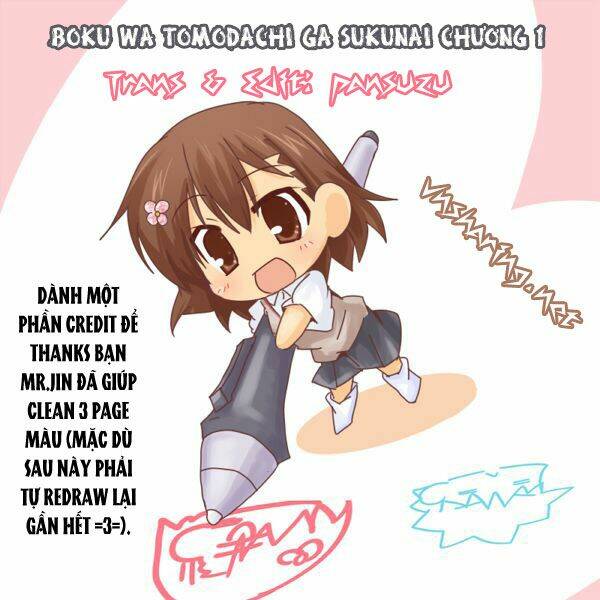 BOKU WA TOMODACHI GA SUKUNAI CHƯƠNG 1
Trans & Edit: pansuzu
DÀNH MỘT
PHẦN CREDIT ĐỂ
THANKS BẠN
MR.JIN ĐÃ GIÚP
CLEAN 3 PAGE
MÀU (MẶC DÙ
SAU NÀY PHẢI
TỰ REDRAW LẠI
GẦN HẾT =3=).